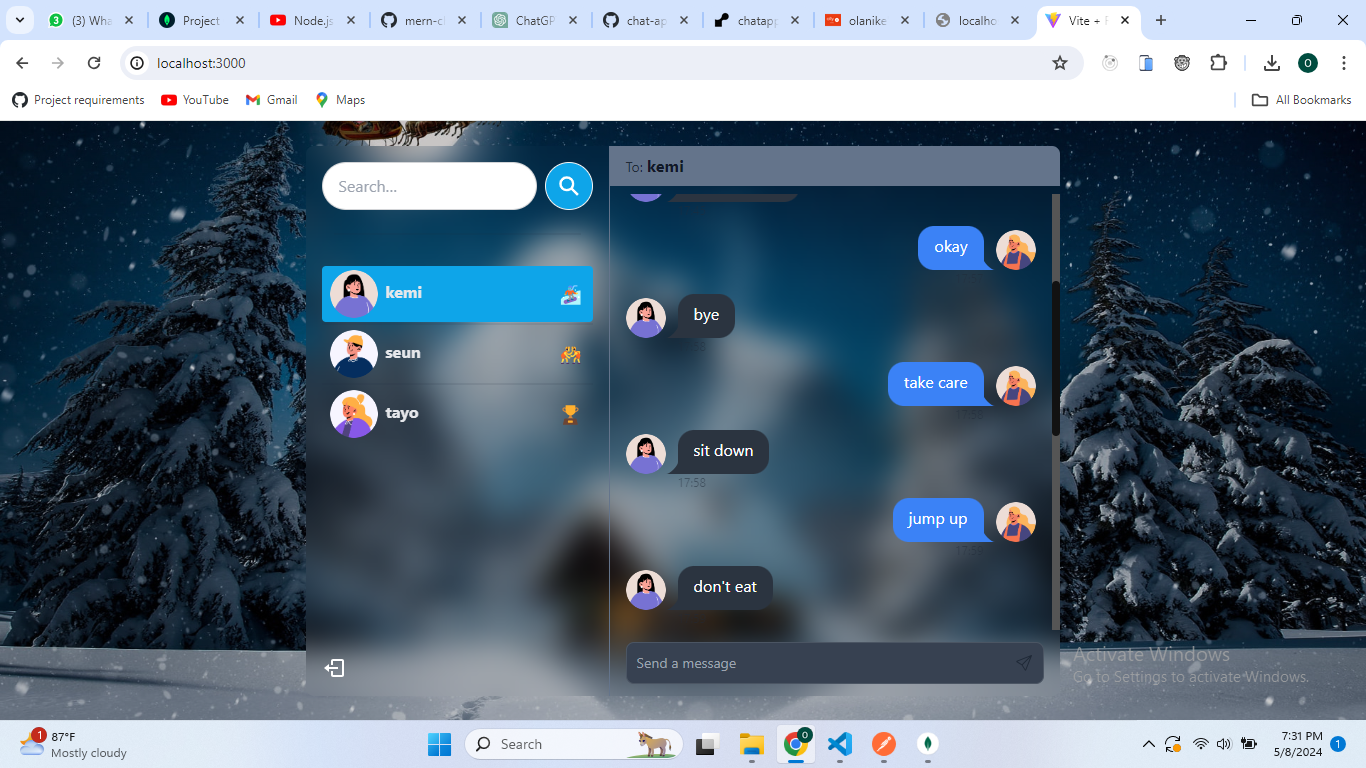 3
(3) Wha
Project
Node.js
mern-c
ChatGP
chat-ap
chatapp
olanike
localho
Vite + F
localhost:3000
O
Project requirements
YouTube
Gmail
Maps
All Bookmarks
Search...
To: kemi
okay
kemi
bye
seun
take care
tayo
sit down
17:58
jump up
don't eat
Send a message
Activate Windows
Go to Settings to activate Windows.
1
87°F
Mostly cloudy
Search
O
7:31 PM
5/8/2024
1